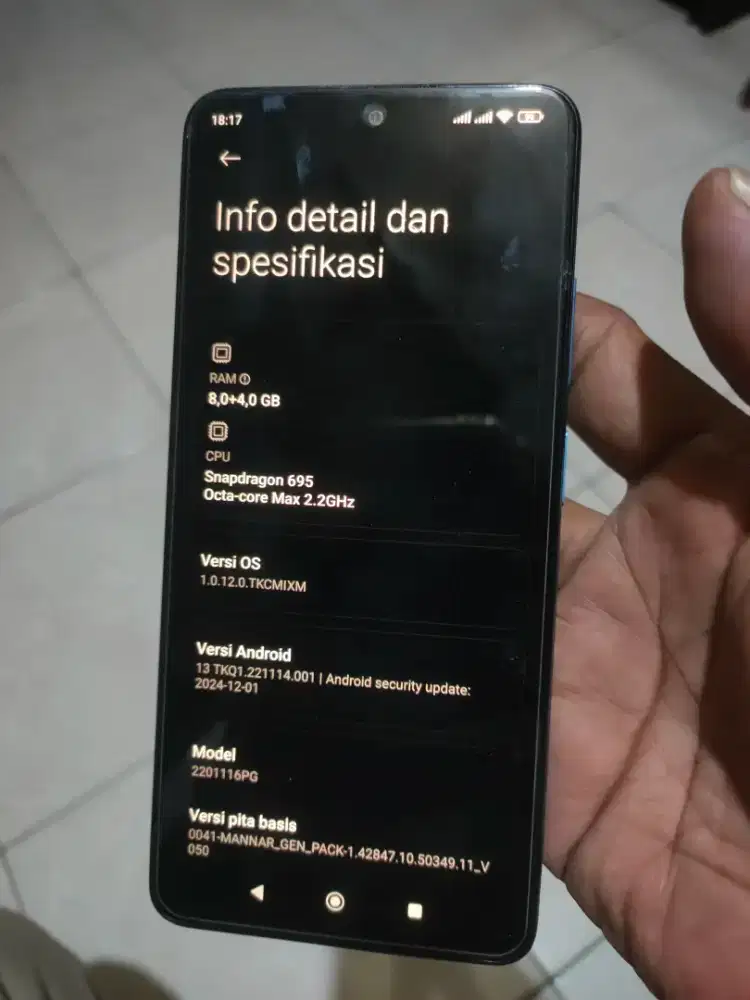 18:17
Info detail dan
spesifikasi
RAM
8,0+4,0 GB
CPU
Snapdragon 695
Octa-core Max 2.2GHz
Versi OS
1.0.12.0.TKCMIXM
Versi Android
13 TKQ1.221114.001 | Android security update:
2024-12-01
Model
2201116PG
Versi pita basis
0041-MANNAR_GEN_PACK-1.42847.10.50349.11_V
050